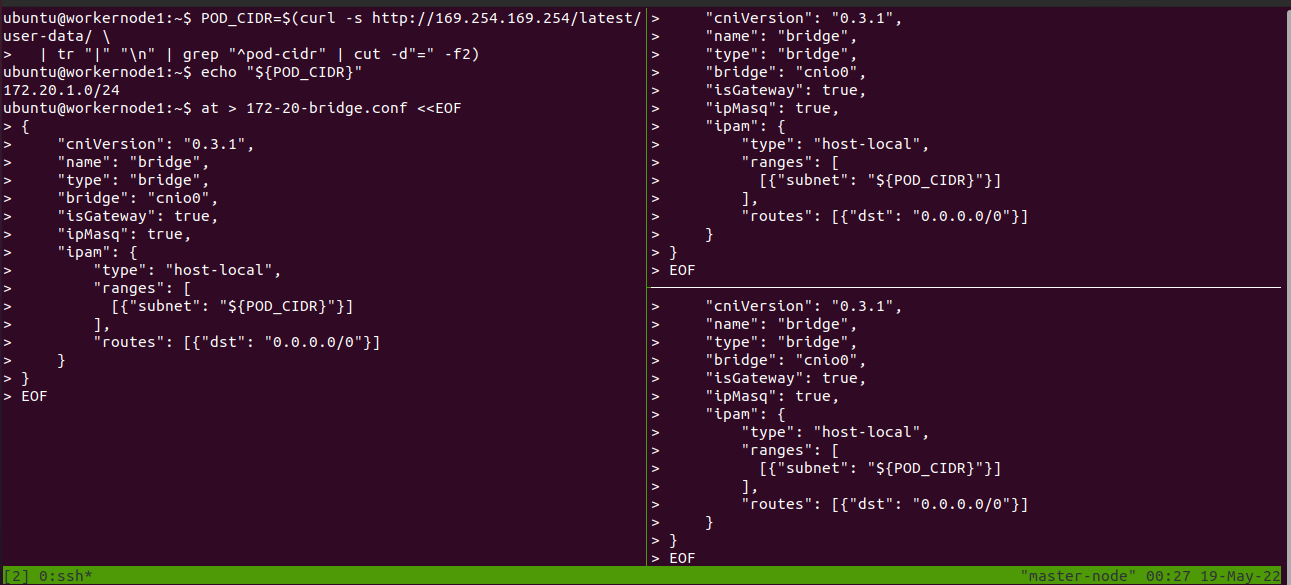 ubuntu@workernode1:~$ POD_CIDR=$(curl -s http://169.254.169.254/latest/
user-data/ \
>   | tr "|" "\n" | grep "^pod-cidr" | cut -d"=" -f2)
ubuntu@workernode1:~$ echo "${POD_CIDR}"
172.20.1.0/24
ubuntu@workernode1:~$ at > 172-20-bridge.conf <<EOF
> {
>     "cniVersion": "0.3.1",
>     "name": "bridge",
>     "type": "bridge",
>     "bridge": "cnio0",
>     "isGateway": true,
>     "ipMasq": true,
>     "ipam": {
>         "type": "host-local",
>         "ranges": [
>           [{"subnet": "${POD_CIDR}"}]
>         ],
>         "routes": [{"dst": "0.0.0.0/0"}]
>     }
> }
> EOF
>     "cniVersion": "0.3.1",
>     "name": "bridge",
>     "type": "bridge",
>     "bridge": "cnio0",
>     "isGateway": true,
>     "ipMasq": true,
>     "ipam": {
>         "type": "host-local",
>         "ranges": [
>           [{"subnet": "${POD_CIDR}"}]
>         ],
>         "routes": [{"dst": "0.0.0.0/0"}]
>     }
> }
> EOF
>     "cniVersion": "0.3.1",
>     "name": "bridge",
>     "type": "bridge",
>     "bridge": "cnio0",
>     "isGateway": true,
>     "ipMasq": true,
>     "ipam": {
>         "type": "host-local",
>         "ranges": [
>           [{"subnet": "${POD_CIDR}"}]
>         ],
>         "routes": [{"dst": "0.0.0.0/0"}]
>     }
> }
> EOF
[2] 0:ssh* "master-node" 00:27 19-May-22